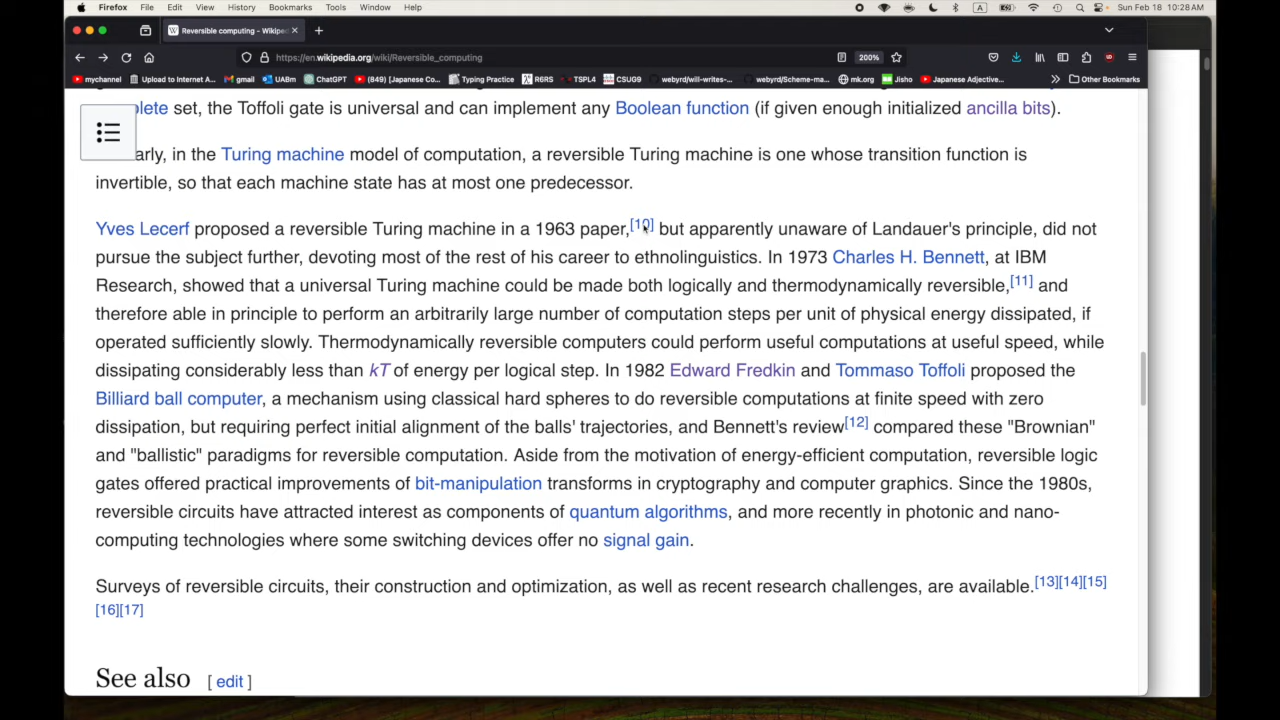 Firefox File Edit View History Bookmarks Tools Window Help A Sun Feb 18 10:28 AM
Reversible computing - Wikipe
https://en.wikipedia.org/wiki/Reversible_computing 200%
mychannel Upload to Internet A... gmail UABm ChatGPT (849) [Japanese Co... Typing Practice R6RS TSPL4 CSUG9 webyrd/will-writes-... webyrd/Scheme-ma... mk.org Jisho Japanese Adjective... Other Bookmarks
plete set, the Toffoli gate is universal and can implement any Boolean function (if given enough initialized ancilla bits).
arly, in the Turing machine model of computation, a reversible Turing machine is one whose transition function is
invertible, so that each machine state has at most one predecessor.
Yves Lecerf proposed a reversible Turing machine in a 1963 paper,[10] but apparently unaware of Landauer's principle, did not
pursue the subject further, devoting most of the rest of his career to ethnolinguistics. In 1973 Charles H. Bennett, at IBM
Research, showed that a universal Turing machine could be made both logically and thermodynamically reversible,[11] and
therefore able in principle to perform an arbitrarily large number of computation steps per unit of physical energy dissipated, if
operated sufficiently slowly. Thermodynamically reversible computers could perform useful computations at useful speed, while
dissipating considerably less than kT of energy per logical step. In 1982 Edward Fredkin and Tommaso Toffoli proposed the
Billiard ball computer, a mechanism using classical hard spheres to do reversible computations at finite speed with zero
dissipation, but requiring perfect initial alignment of the balls' trajectories, and Bennett's review[12] compared these "Brownian"
and "ballistic" paradigms for reversible computation. Aside from the motivation of energy-efficient computation, reversible logic
gates offered practical improvements of bit-manipulation transforms in cryptography and computer graphics. Since the 1980s,
reversible circuits have attracted interest as components of quantum algorithms, and more recently in photonic and nano-
computing technologies where some switching devices offer no signal gain.
Surveys of reversible circuits, their construction and optimization, as well as recent research challenges, are available.[13][14][15]
[16][17]
See also [ edit ]